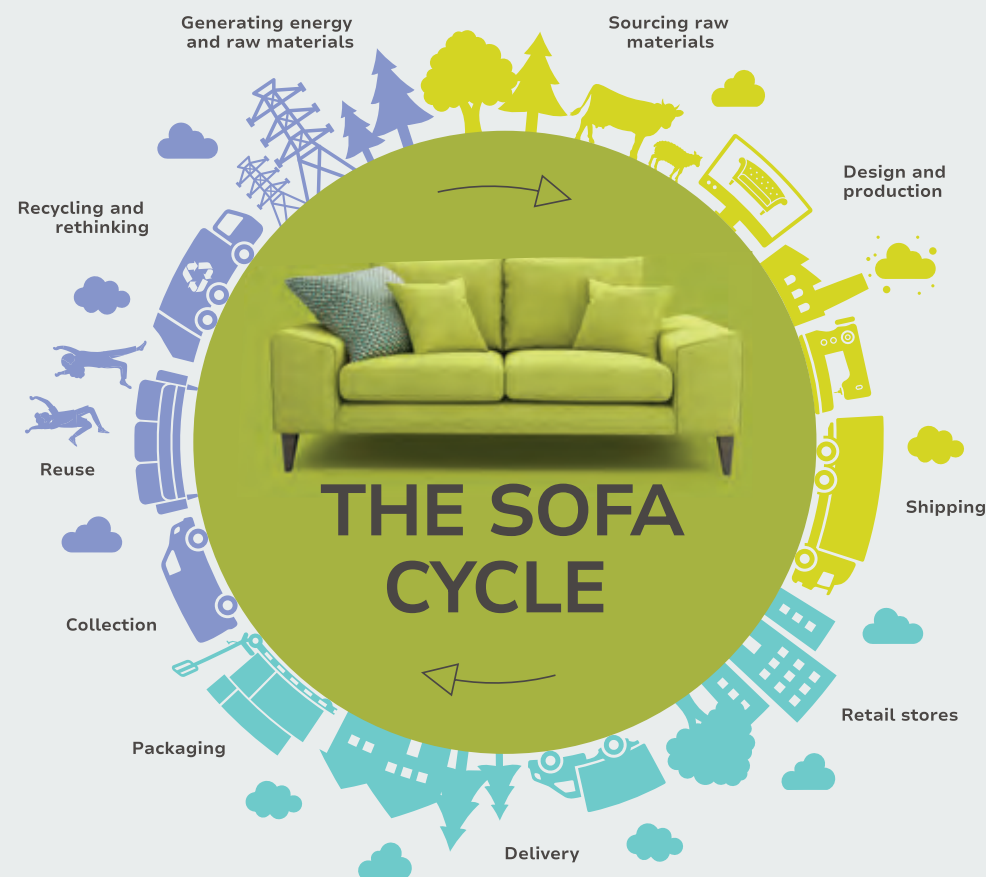 Generating energy
and raw materials
Sourcing raw
materials
Design and
production
Recycling and
rethinking
Reuse
Shipping
THE SOFA
CYCLE
Collection
Retail stores
Packaging
Delivery